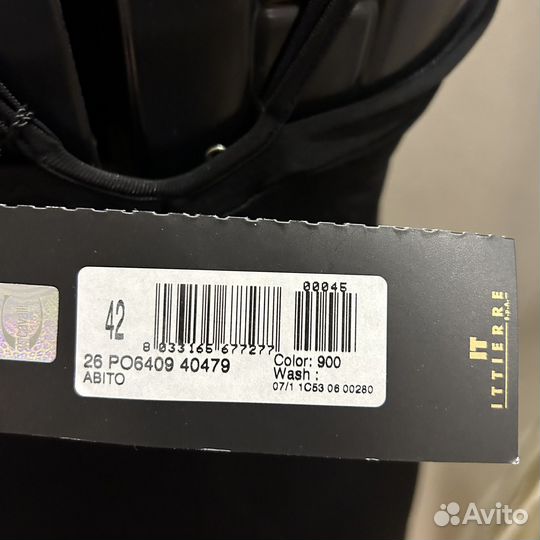 00045
42
8 033165 677277
26 PO6409 40479
Color: 900
ABITO
Wash :
07/1 1C53 06 00280
IT
ITTIERRE
S.P.A.
Avito